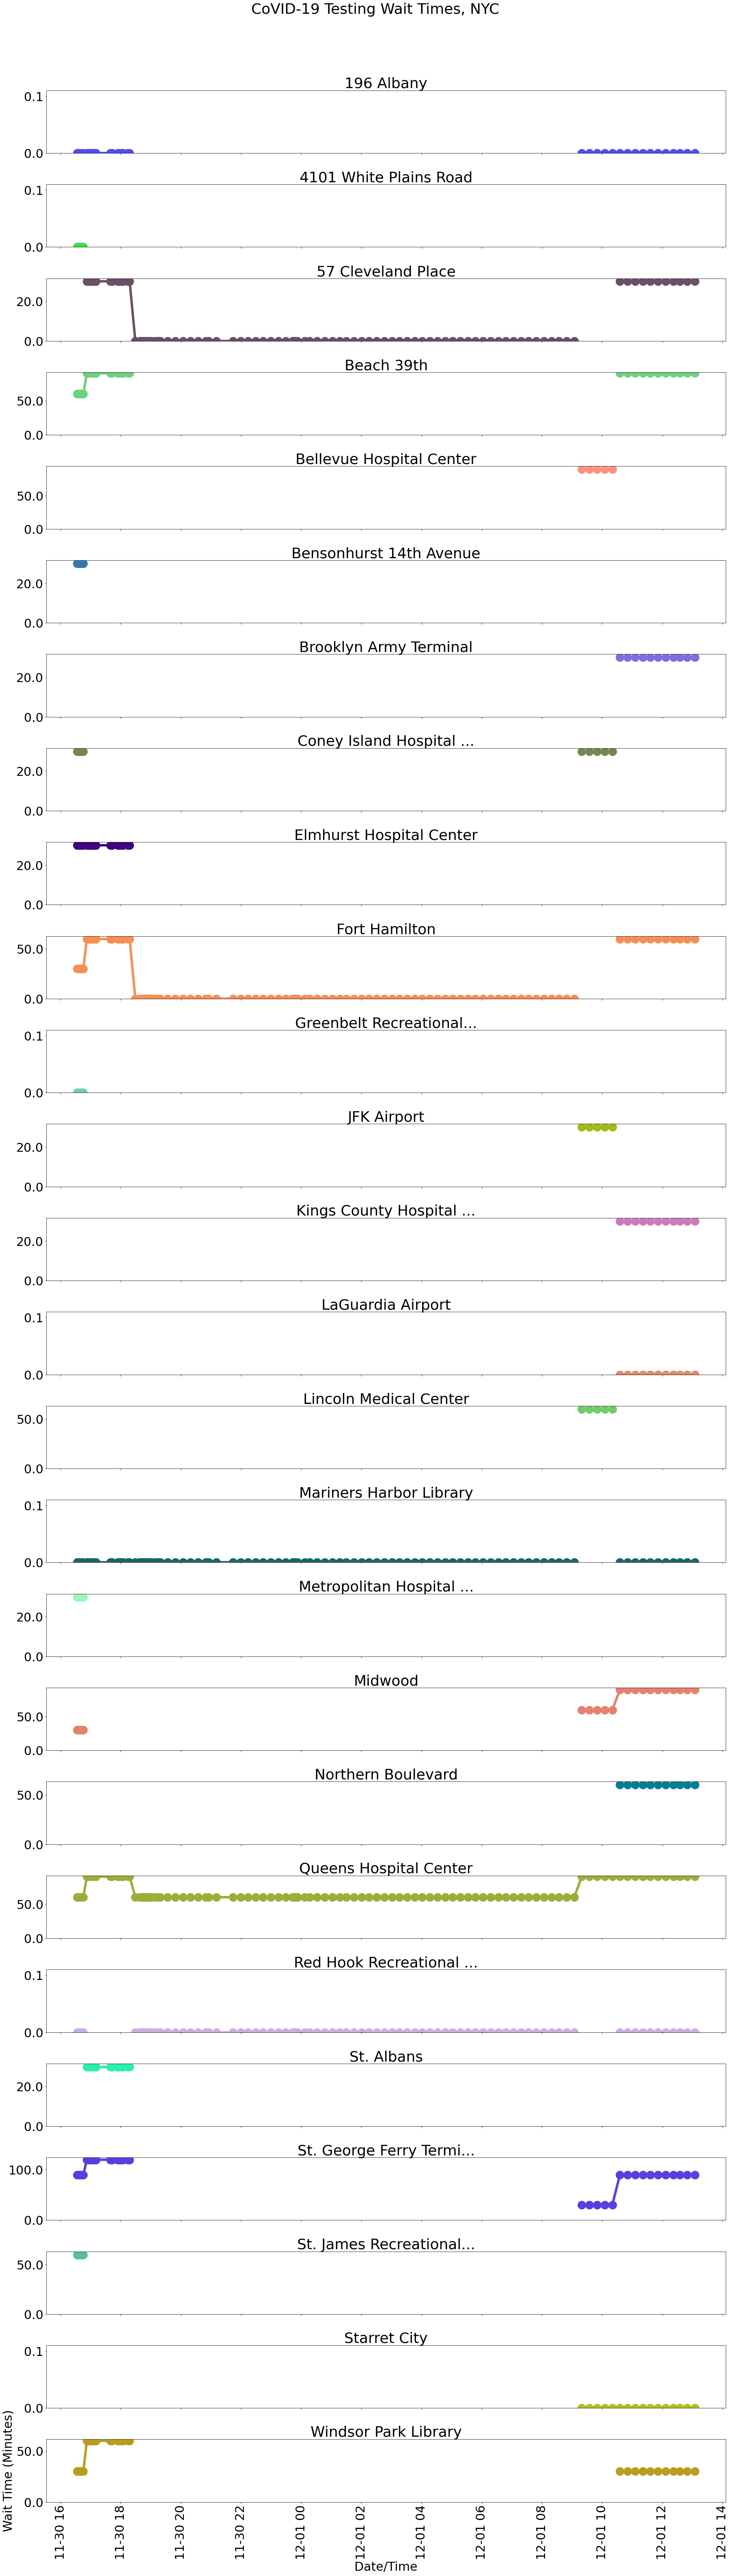 CoVID-19 Testing Wait Times, NYC
196 Albany
0.1
0.0
4101 White Plains Road
0.1
0.0
57 Cleveland Place
20.0
0.0
Beach 39th
50.0
0.0
Bellevue Hospital Center
50.0
0.0
Bensonhurst 14th Avenue
20.0
0.0
Brooklyn Army Terminal
20.0
0.0
Coney Island Hospital ...
20.0
0.0
Elmhurst Hospital Center
20.0
0.0
Fort Hamilton
50.0
0.0
Greenbelt Recreational...
0.1
0.0
JFK Airport
20.0
0.0
Kings County Hospital ...
20.0
0.0
LaGuardia Airport
0.1
0.0
Lincoln Medical Center
50.0
0.0
Mariners Harbor Library
0.1
0.0
Metropolitan Hospital ...
20.0
0.0
Midwood
50.0
0.0
Northern Boulevard
50.0
0.0
Queens Hospital Center
50.0
0.0
Red Hook Recreational ...
0.1
0.0
St. Albans
20.0
0.0
St. George Ferry Termi...
100.0
0.0
St. James Recreational...
50.0
0.0
Starret City
0.1
0.0
Windsor Park Library
50.0
0.0
Wait Time (Minutes)
11-30 16
11-30 18
11-30 20
11-30 22
12-01 00
12-01 02
12-01 04
12-01 06
12-01 08
12-01 10
12-01 12
12-01 14
Date/Time